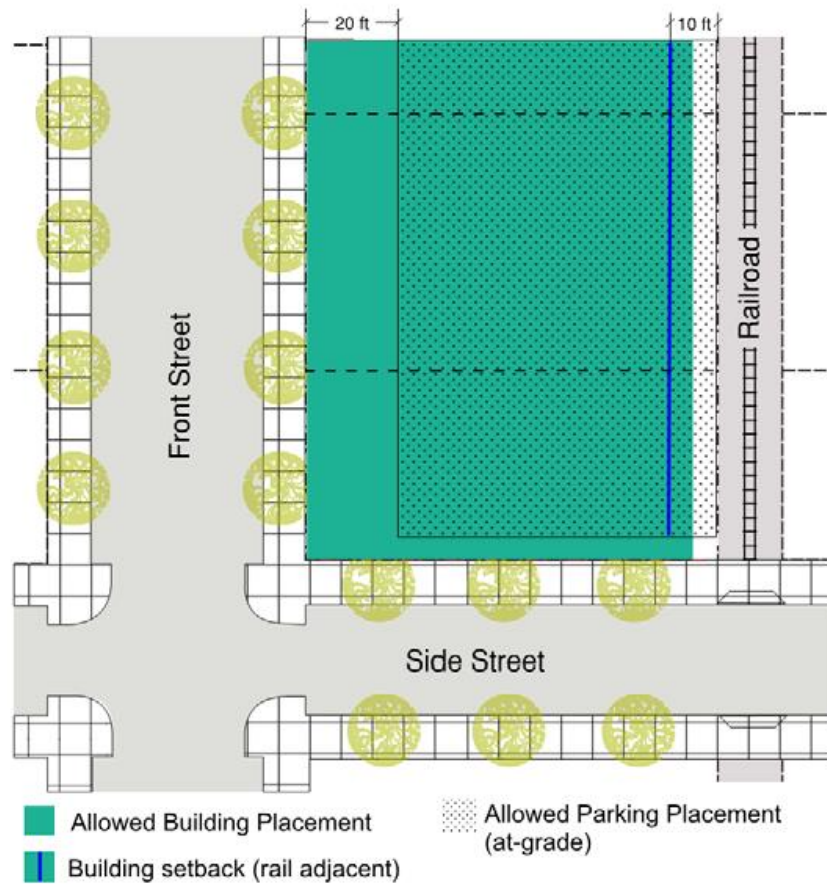 20 ft
10 ft
Front Street
Railroad
Side Street
Allowed Building Placement
Allowed Parking Placement
(at-grade)
Building setback (rail adjacent)